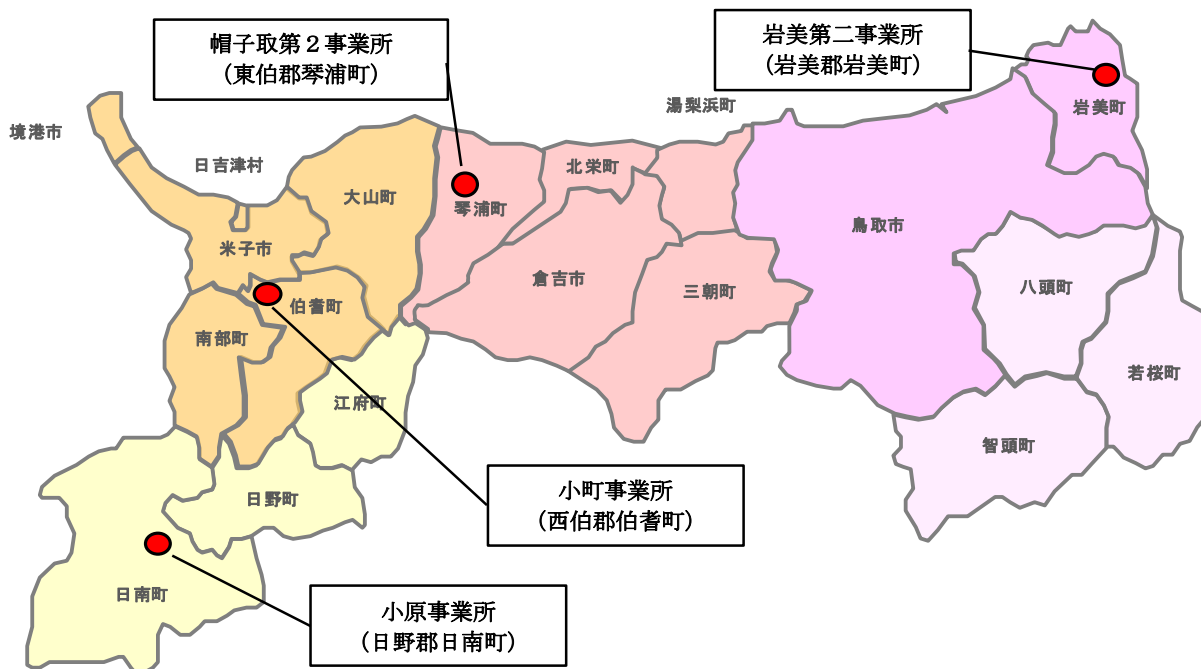 帽子取第２事業所
（東伯郡琴浦町）
岩美第二事業所
（岩美郡岩美町）
湯梨浜町
岩美町
境港市
日吉津村
北栄町
大山町
琴浦町
鳥取市
米子市
倉吉市
三朝町
八頭町
伯耆町
南部町
若桜町
江府町
智頭町
小町事業所
（西伯郡伯耆町）
日野町
日南町
小原事業所
（日野郡日南町）